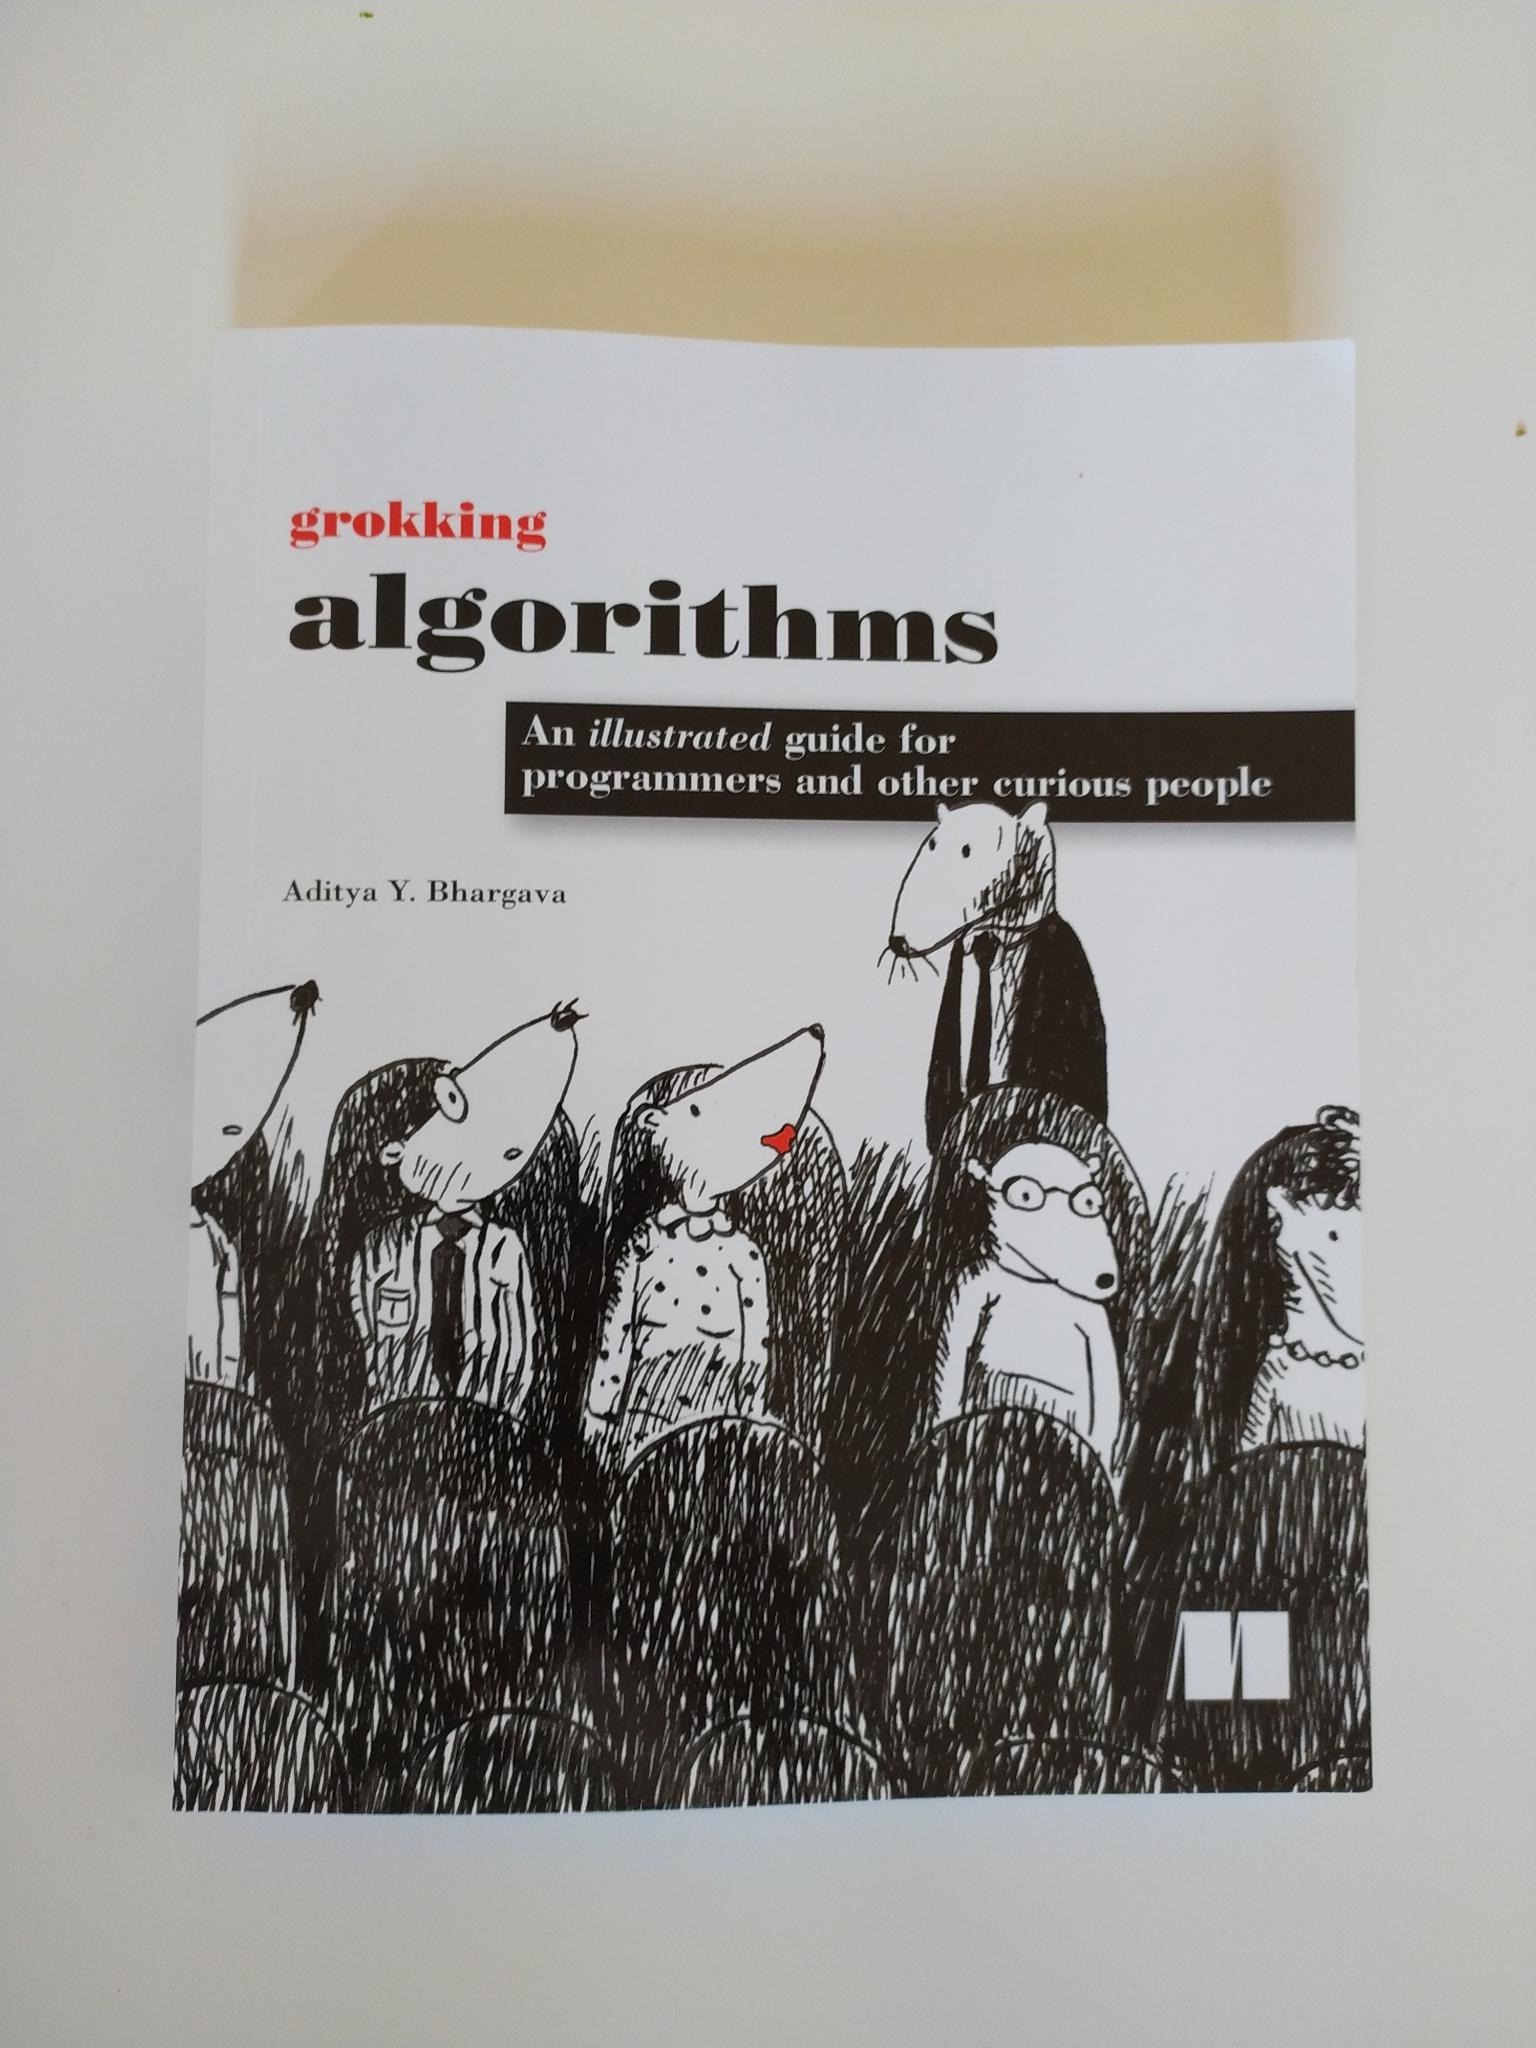 grokking
algorithms
An illustrated guide for
programmers and other curious people
Aditya Y. Bhargava